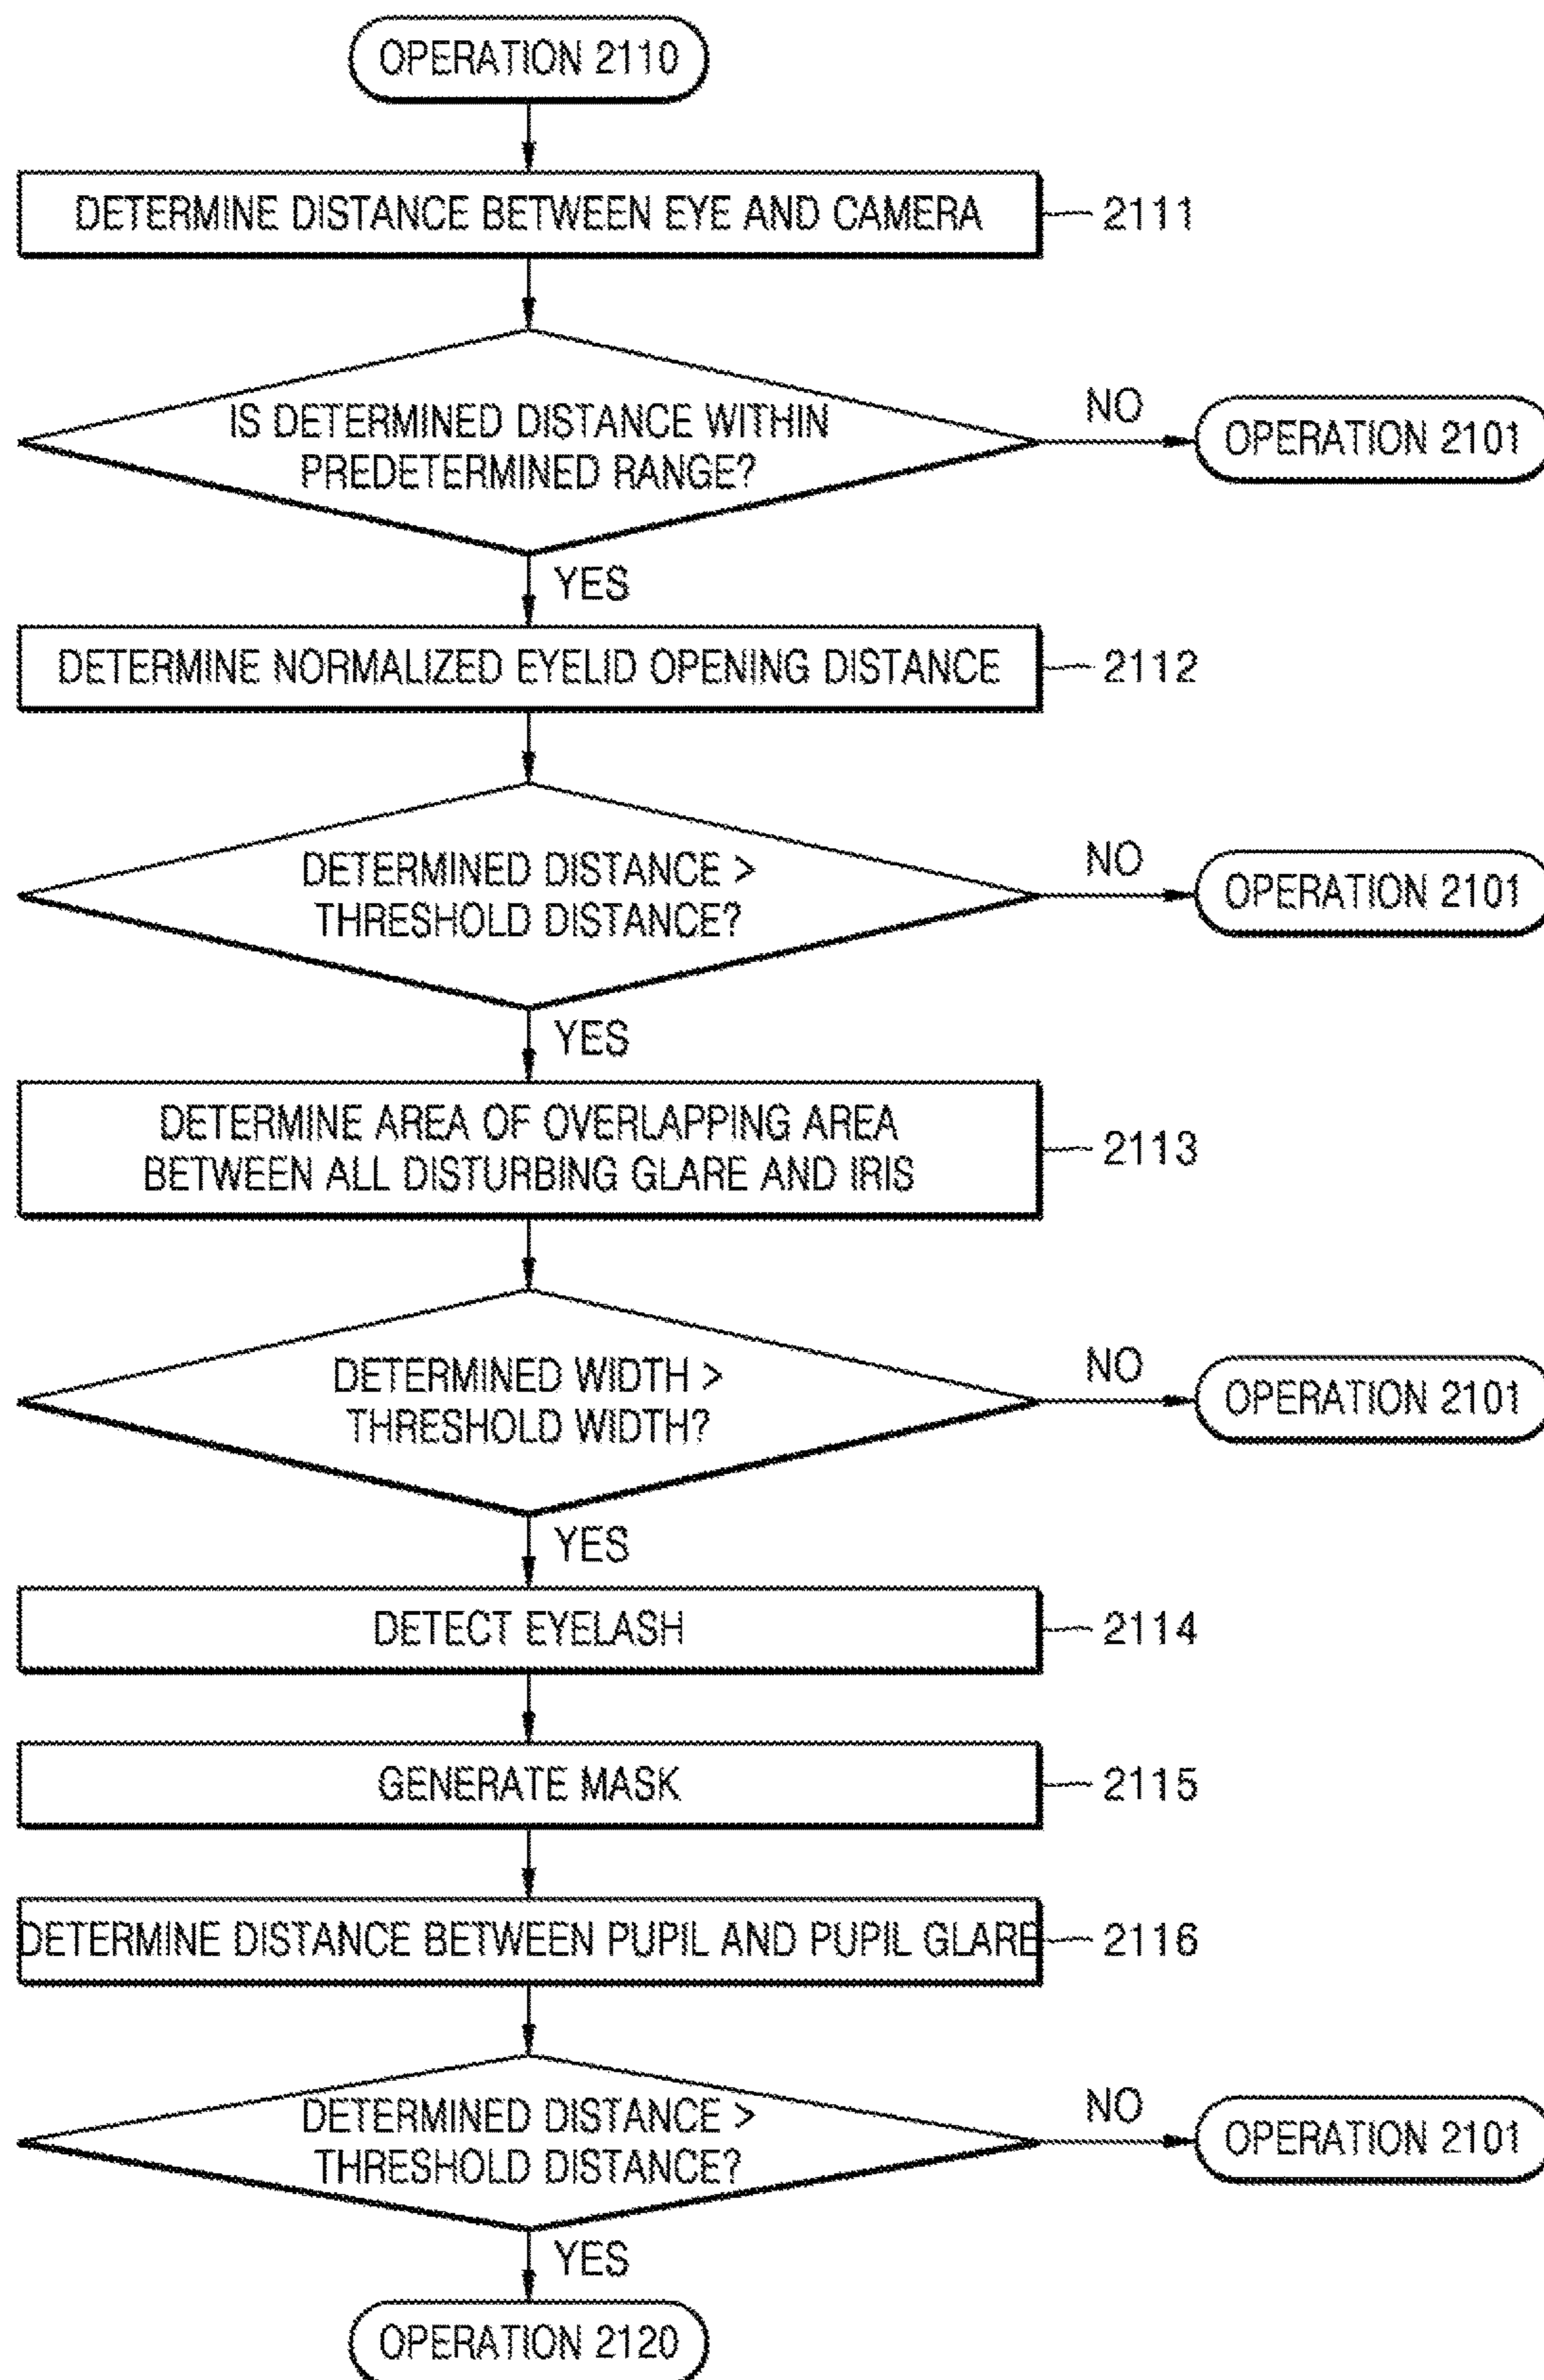 OPERATION 2110
DETERMINE DISTANCE BETWEEN EYE AND CAMERA
2111
IS DETERMINED DISTANCE WITHIN
PREDETERMINED RANGE?
NO
OPERATION 2101
YES
DETERMINE NORMALIZED EYELID OPENING DISTANCE
2112
DETERMINED DISTANCE >
THRESHOLD DISTANCE?
NO
OPERATION 2101
YES
DETERMINE AREA OF OVERLAPPING AREA
BETWEEN ALL DISTURBING GLARE AND IRIS
2113
DETERMINED WIDTH >
THRESHOLD WIDTH?
NO
OPERATION 2101
YES
DETECT EYELASH
2114
GENERATE MASK
2115
DETERMINE DISTANCE BETWEEN PUPIL AND PUPIL GLARE
2116
DETERMINED DISTANCE >
THRESHOLD DISTANCE?
NO
OPERATION 2101
YES
OPERATION 2120